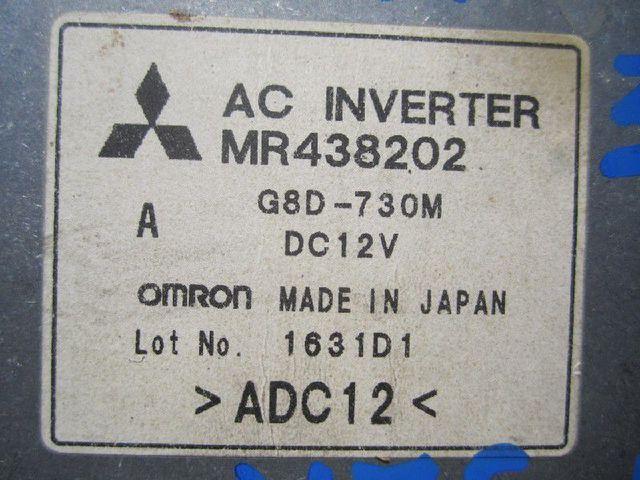 AC INVERTER
MR438202
A G8D-730M
DC12V
OMRON MADE IN JAPAN
Lot No. 1631D1
>ADC12<